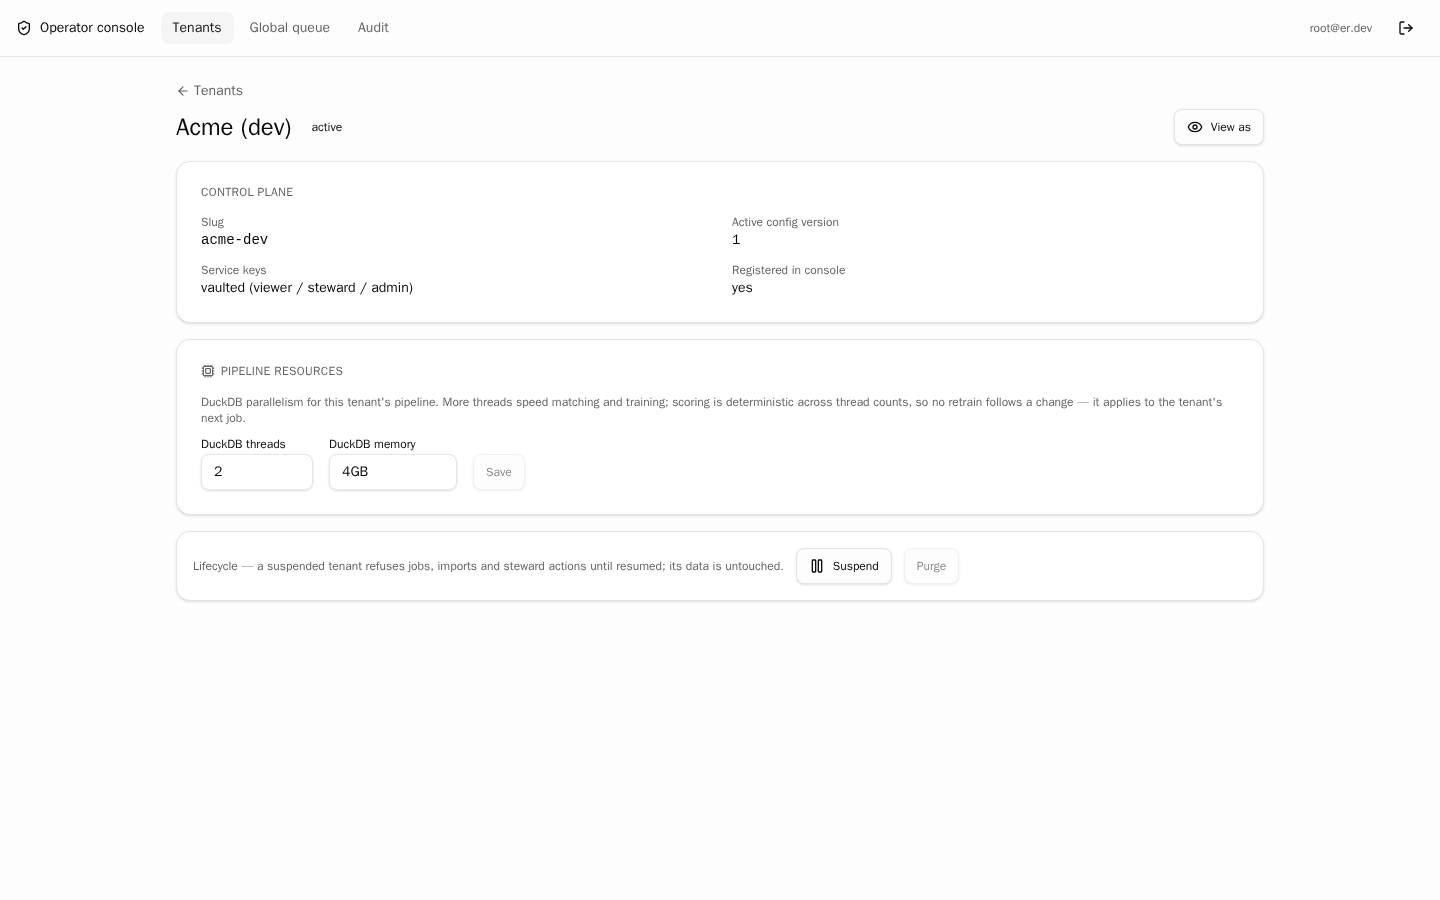 Operator console
Tenants
Global queue
Audit
root@er.dev
Tenants
Acme (dev)
active
View as
CONTROL PLANE
Slug
acme-dev
Active config version
1
Service keys
vaulted (viewer / steward / admin)
Registered in console
yes
PIPELINE RESOURCES
DuckDB parallelism for this tenant's pipeline. More threads speed matching and training; scoring is deterministic across thread counts, so no retrain follows a change — it applies to the tenant's
next job.
DuckDB threads
DuckDB memory
2
4GB
Save
Lifecycle — a suspended tenant refuses jobs, imports and steward actions until resumed; its data is untouched.
Suspend
Purge